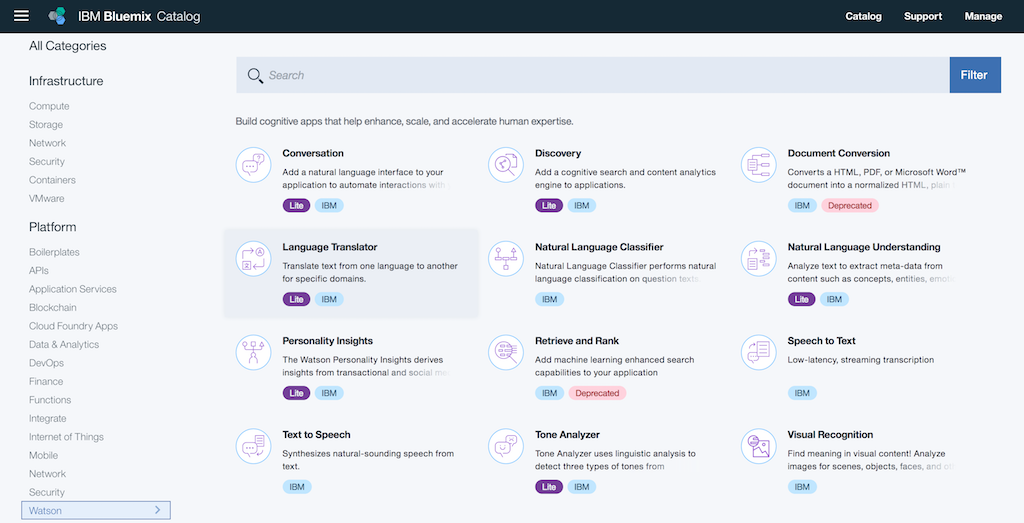 IBM Bluemix Catalog
Catalog
Support
Manage
All Categories
Infrastructure
Compute
Storage
Network
Security
Containers
VMware
Platform
Boilerplates
APIs
Application Services
Blockchain
Cloud Foundry Apps
Data & Analytics
DevOps
Finance
Functions
Integrate
Internet of Things
Mobile
Network
Security
Watson
Search
Filter
Build cognitive apps that help enhance, scale, and accelerate human expertise.
Conversation
Add a natural language interface to your
application to automate interactions with
Lite
IBM
Discovery
Add a cognitive search and content analytics
engine to applications.
Lite
IBM
Document Conversion
Converts a HTML, PDF, or Microsoft Word™
document into a normalized HTML, plain
IBM
Deprecated
Language Translator
Translate text from one language to another
for specific domains.
Lite
IBM
Natural Language Classifier
Natural Language Classifier performs natural
language classification on question texts.
IBM
Natural Language Understanding
Analyze text to extract meta-data from
content such as concepts, entities,
Lite
IBM
Personality Insights
The Watson Personality Insights derives
insights from transactional and social
Lite
IBM
Retrieve and Rank
Add machine learning enhanced search
capabilities to your application
IBM
Deprecated
Speech to Text
Low-latency, streaming transcription
IBM
Text to Speech
Synthesizes natural-sounding speech from
text.
IBM
Tone Analyzer
Tone Analyzer uses linguistic analysis to
detect three types of tones from
Lite
IBM
Visual Recognition
Find meaning in visual content! Analyze
images for scenes, objects, faces, and
IBM